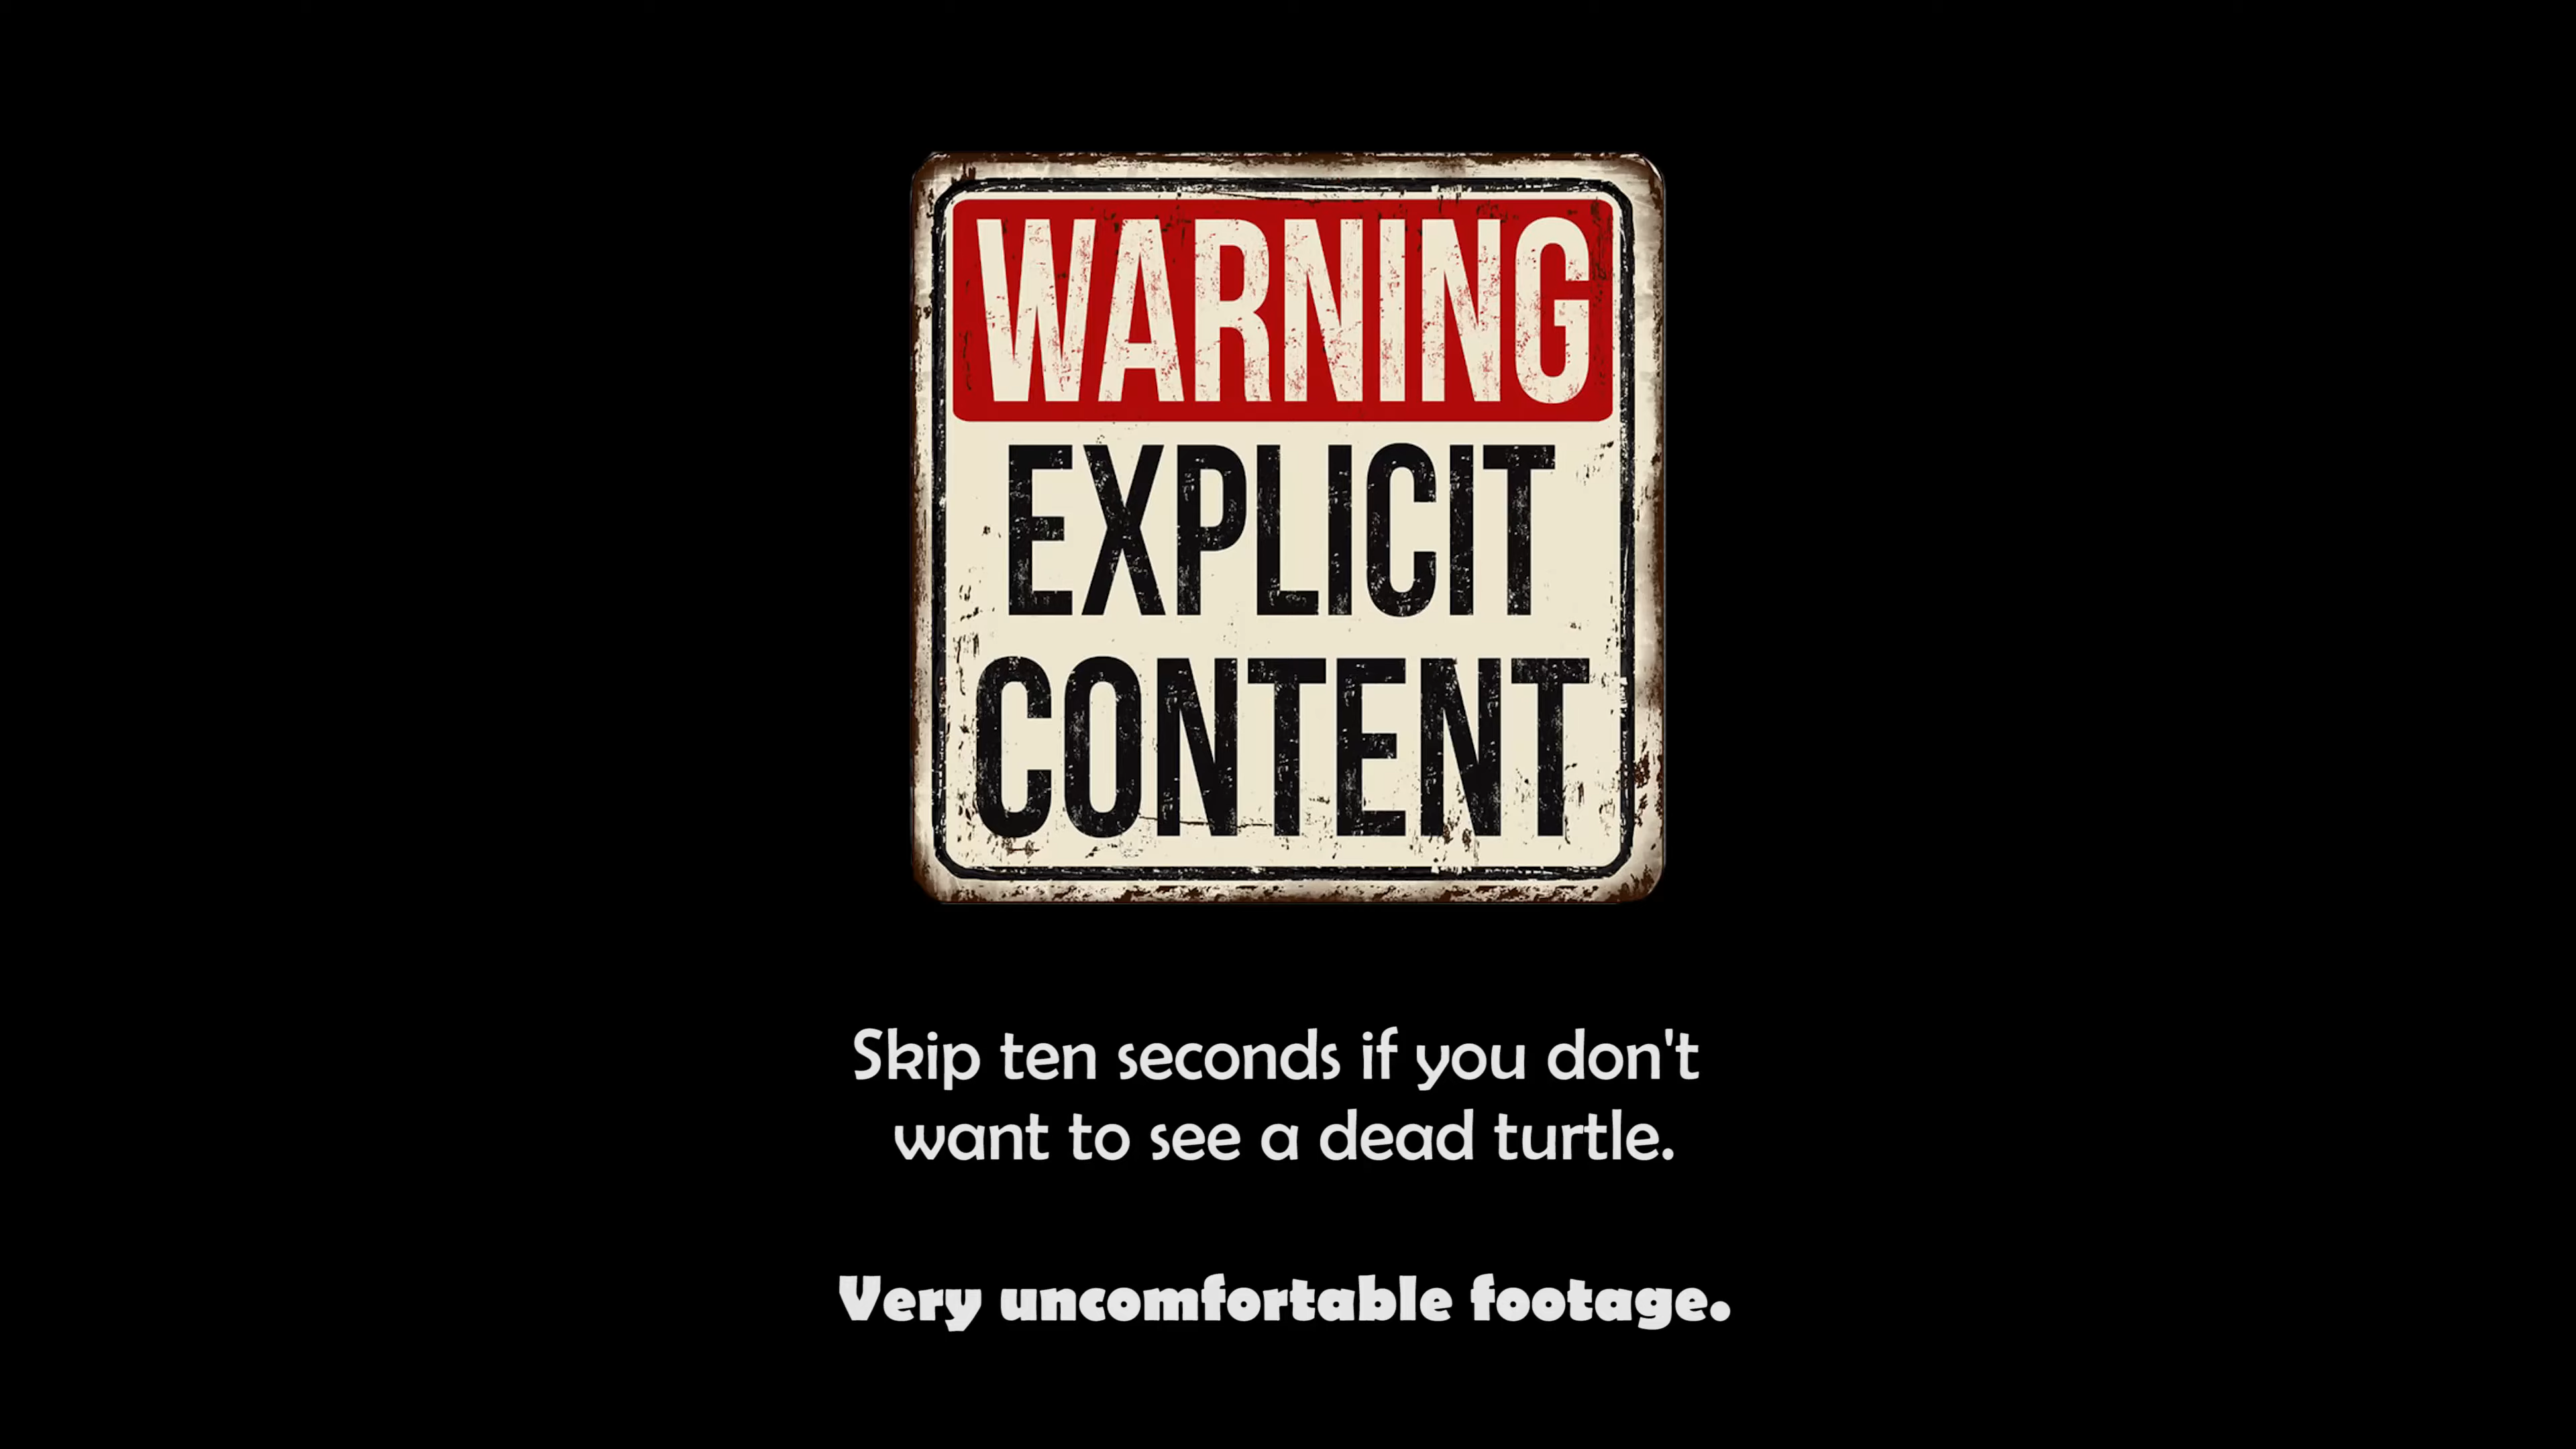 WARNING
EXPLICIT
CONTENT
Skip ten seconds if you don't
want to see a dead turtle.
Very uncomfortable footage.